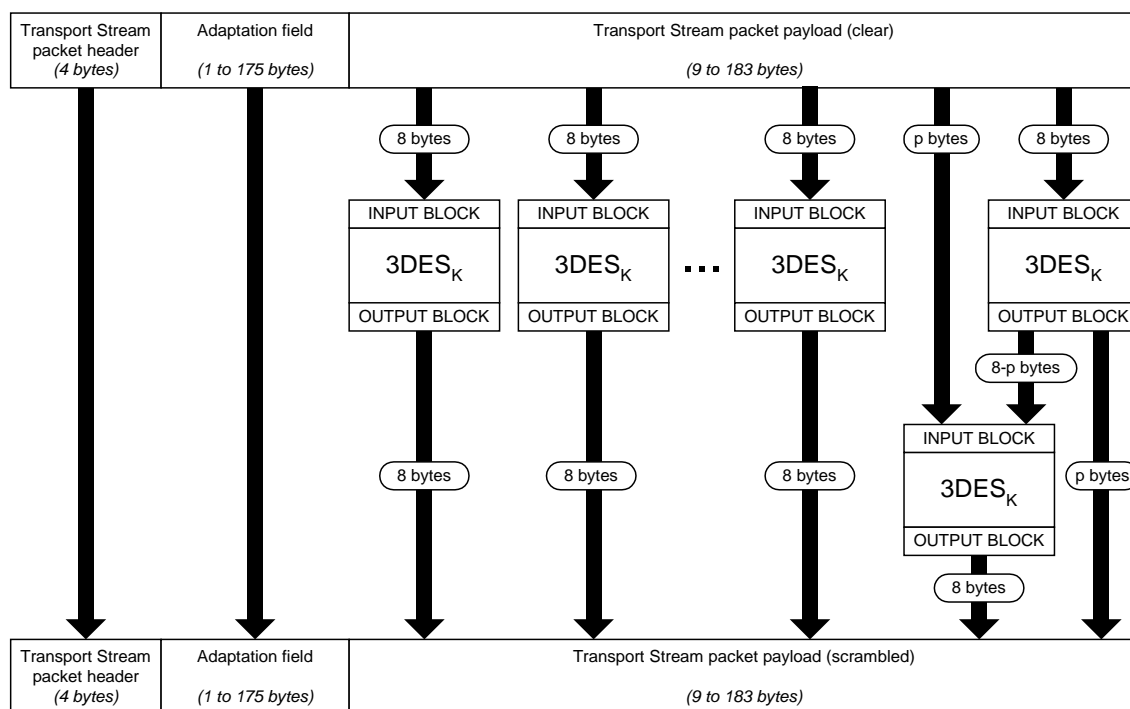 Transport Stream
packet header
(4 bytes)
Adaptation field
(1 to 175 bytes)
Transport Stream packet payload (clear)
(9 to 183 bytes)
8 bytes
8 bytes
8 bytes
p bytes
8 bytes
INPUT BLOCK
3DESK
OUTPUT BLOCK
INPUT BLOCK
3DESK
OUTPUT BLOCK
...
INPUT BLOCK
3DESK
OUTPUT BLOCK
INPUT BLOCK
3DESK
OUTPUT BLOCK
8-p bytes
INPUT BLOCK
3DESK
OUTPUT BLOCK
8 bytes
8 bytes
8 bytes
p bytes
8 bytes
Transport Stream
packet header
(4 bytes)
Adaptation field
(1 to 175 bytes)
Transport Stream packet payload (scrambled)
(9 to 183 bytes)